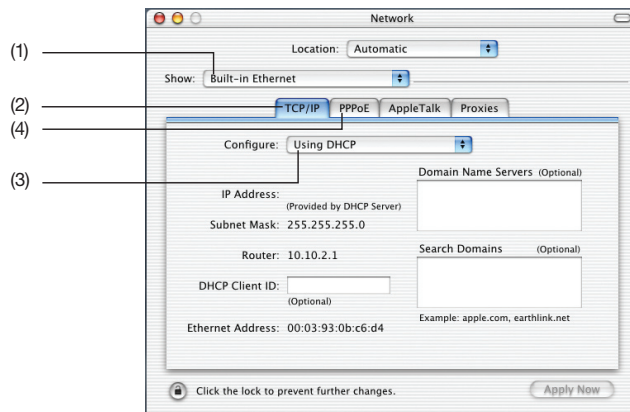 Network
Location: Automatic
(1)
Show: Built-in Ethernet
(2)
TCP/IP PPPoE AppleTalk Proxies
(4)
Configure: Using DHCP
(3)
Domain Name Servers (Optional)
IP Address:
(Provided by DHCP Server)
Subnet Mask: 255.255.255.0
Router: 10.10.2.1
Search Domains (Optional)
DHCP Client ID:
(Optional)
Example: apple.com, earthlink.net
Ethernet Address: 00:03:93:0b:c6:d4
Click the lock to prevent further changes.
Apply Now